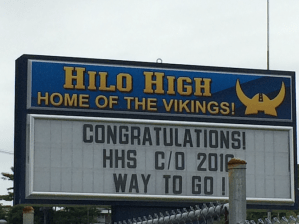 HILO HIGH
HOME OF THE VIKINGS!
CONGRATULATIONS!
HHS C/O
WAY TO GO !